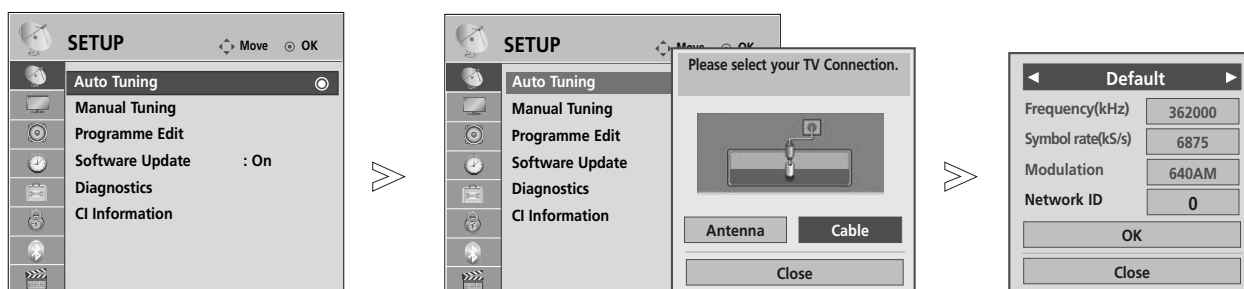 SETUP
Move
OK
Auto Tuning
Manual Tuning
Programme Edit
Software Update : On
Diagnostics
CI Information
SETUP
Move OK
Auto Tuning
Manual Tuning
Programme Edit
Software Update
Diagnostics
CI Information
Please select your TV Connection.
Antenna
Cable
Close
Default
Frequency(kHz) 362000
Symbol rate(kS/s) 6875
Modulation 640AM
Network ID 0
OK
Close